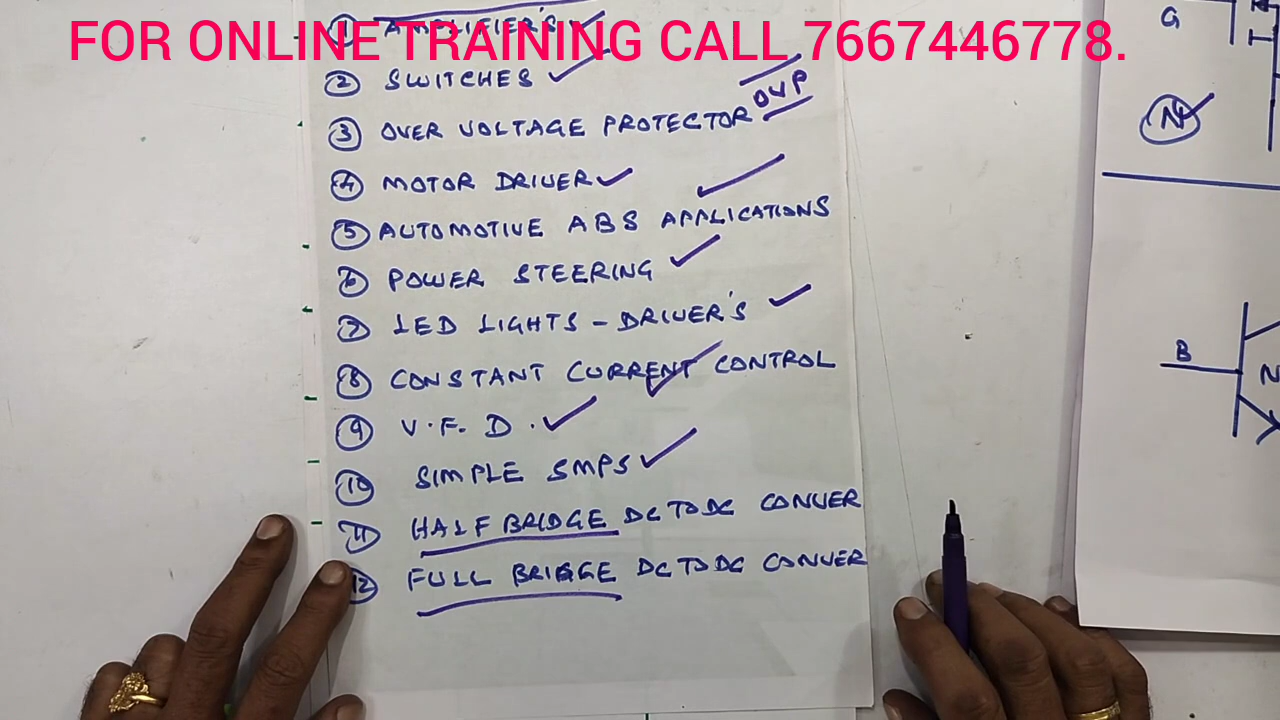 FOR ONLINE TRAINING CALL 7667446778.
1 AMPLIFIER'S
2 SWITCHES
3 OVER VOLTAGE PROTECTOR OVP
4 MOTOR DRIVER
5 AUTOMOTIVE ABS APPLICATIONS
6 POWER STEERING
7 LED LIGHTS - DRIVER'S
8 CONSTANT CURRENT CONTROL
9 V.F.D.
10 SIMPLE SMPS
11 HALF BRIDGE DC TO DC CONVER
12 FULL BRIDGE DC TO DC CONVER
G
N
B
N